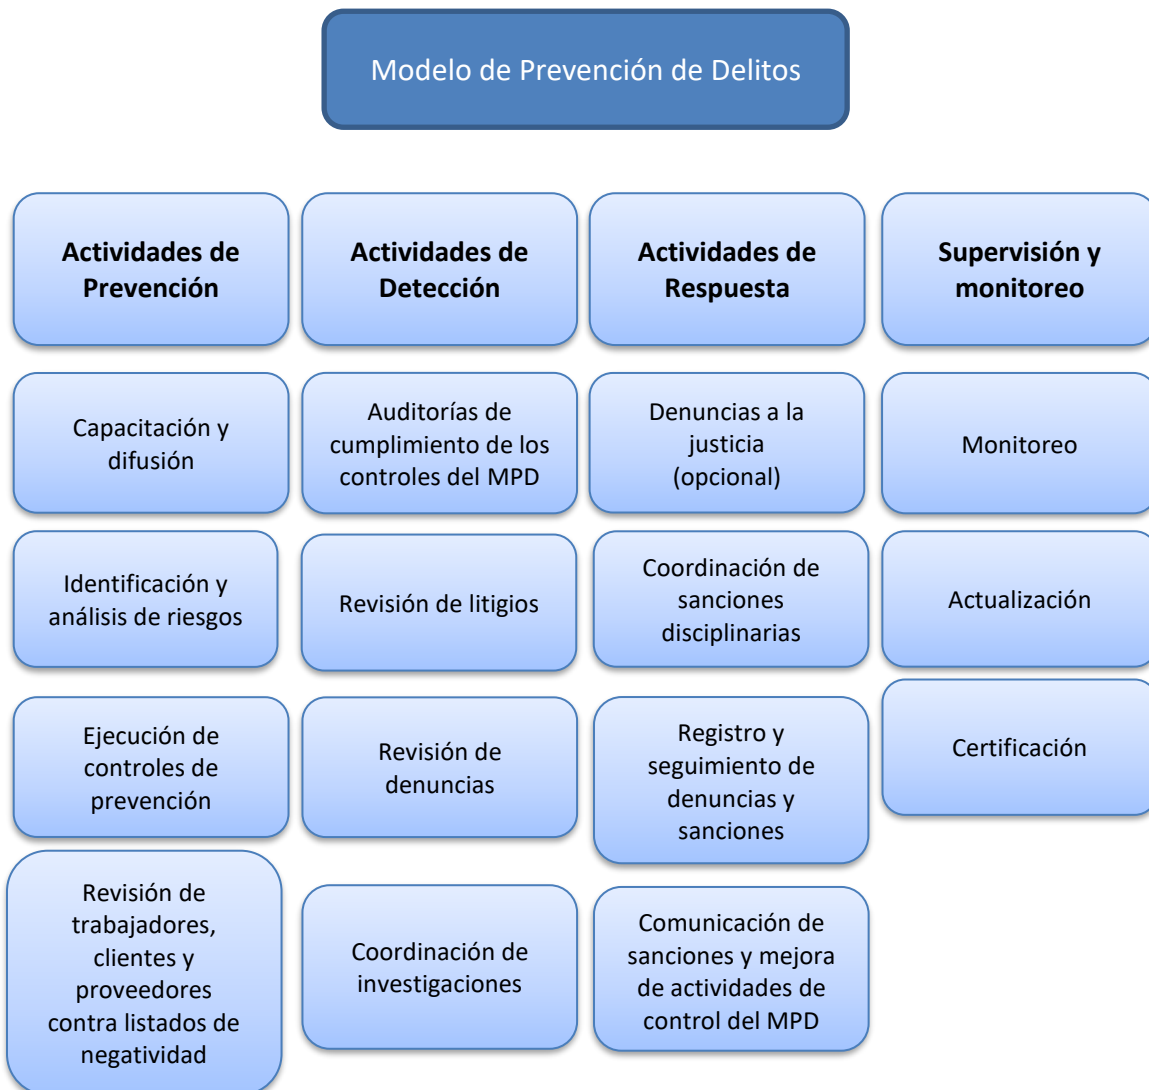 Modelo de Prevención de Delitos
Actividades de
Prevención
Actividades de
Detección
Actividades de
Respuesta
Supervisión y
monitoreo
Capacitación y
difusión
Auditorías de
cumplimiento de los
controles del MPD
Denuncias a la
justicia
(opcional)
Monitoreo
Identificación y
análisis de riesgos
Revisión de litigios
Coordinación de
sanciones
disciplinarias
Actualización
Ejecución de
controles de
prevención
Revisión de
denuncias
Registro y
seguimiento de
denuncias y
sanciones
Certificación
Revisión de
trabajadores,
clientes y
proveedores
contra listados de
negatividad
Coordinación de
investigaciones
Comunicación de
sanciones y mejora
de actividades de
control del MPD